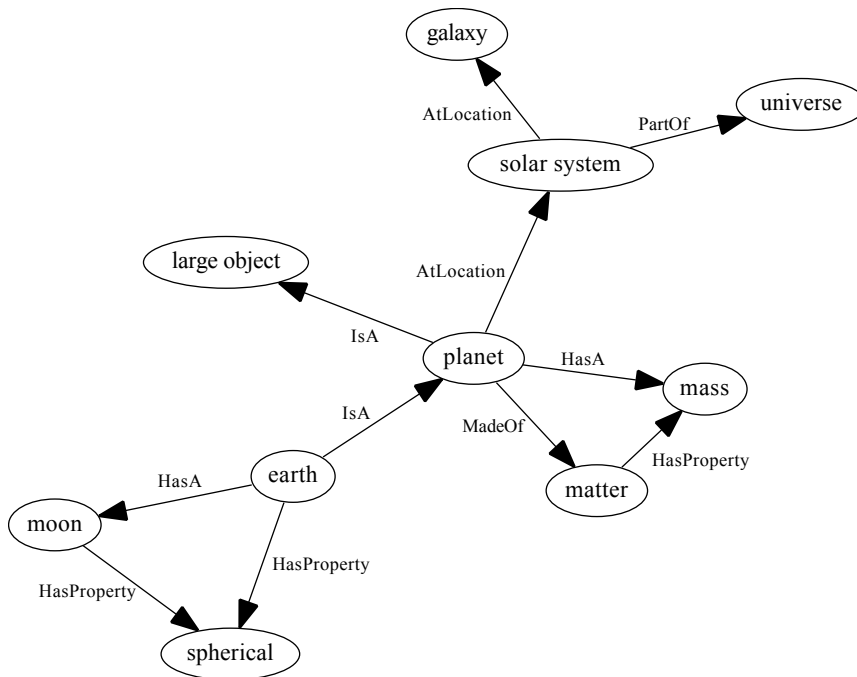 galaxy
universe
AtLocation
PartOf
solar system
large object
AtLocation
IsA
planet
HasA
mass
IsA
MadeOf
HasProperty
earth
HasA
matter
moon
HasProperty
HasProperty
spherical